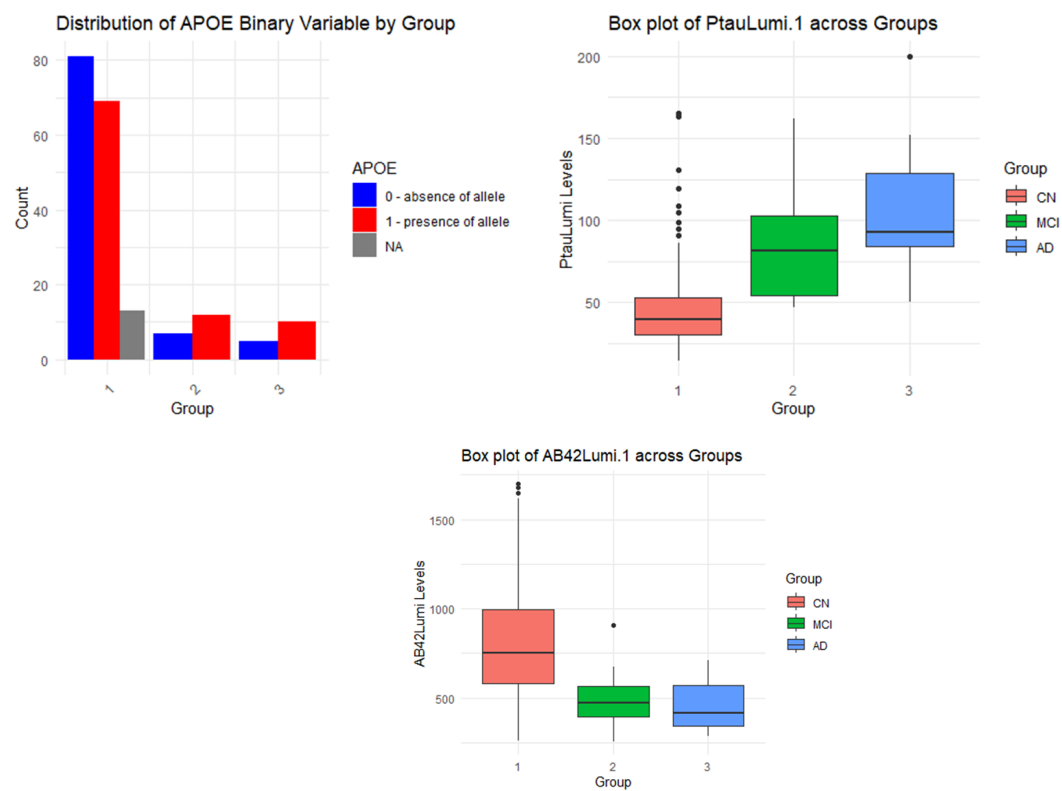 Distribution of APOE Binary Variable by Group
80
60
40
20
0
Count
1
2
3
Group
APOE
0 - absence of allele
1 - presence of allele
NA
Box plot of PtauLumi.1 across Groups
200
150
100
50
PtauLumi Levels
1
2
3
Group
Group
CN
MCI
AD
Box plot of AB42Lumi.1 across Groups
1500
1000
500
AB42Lumi Levels
1
2
3
Group
Group
CN
MCI
AD